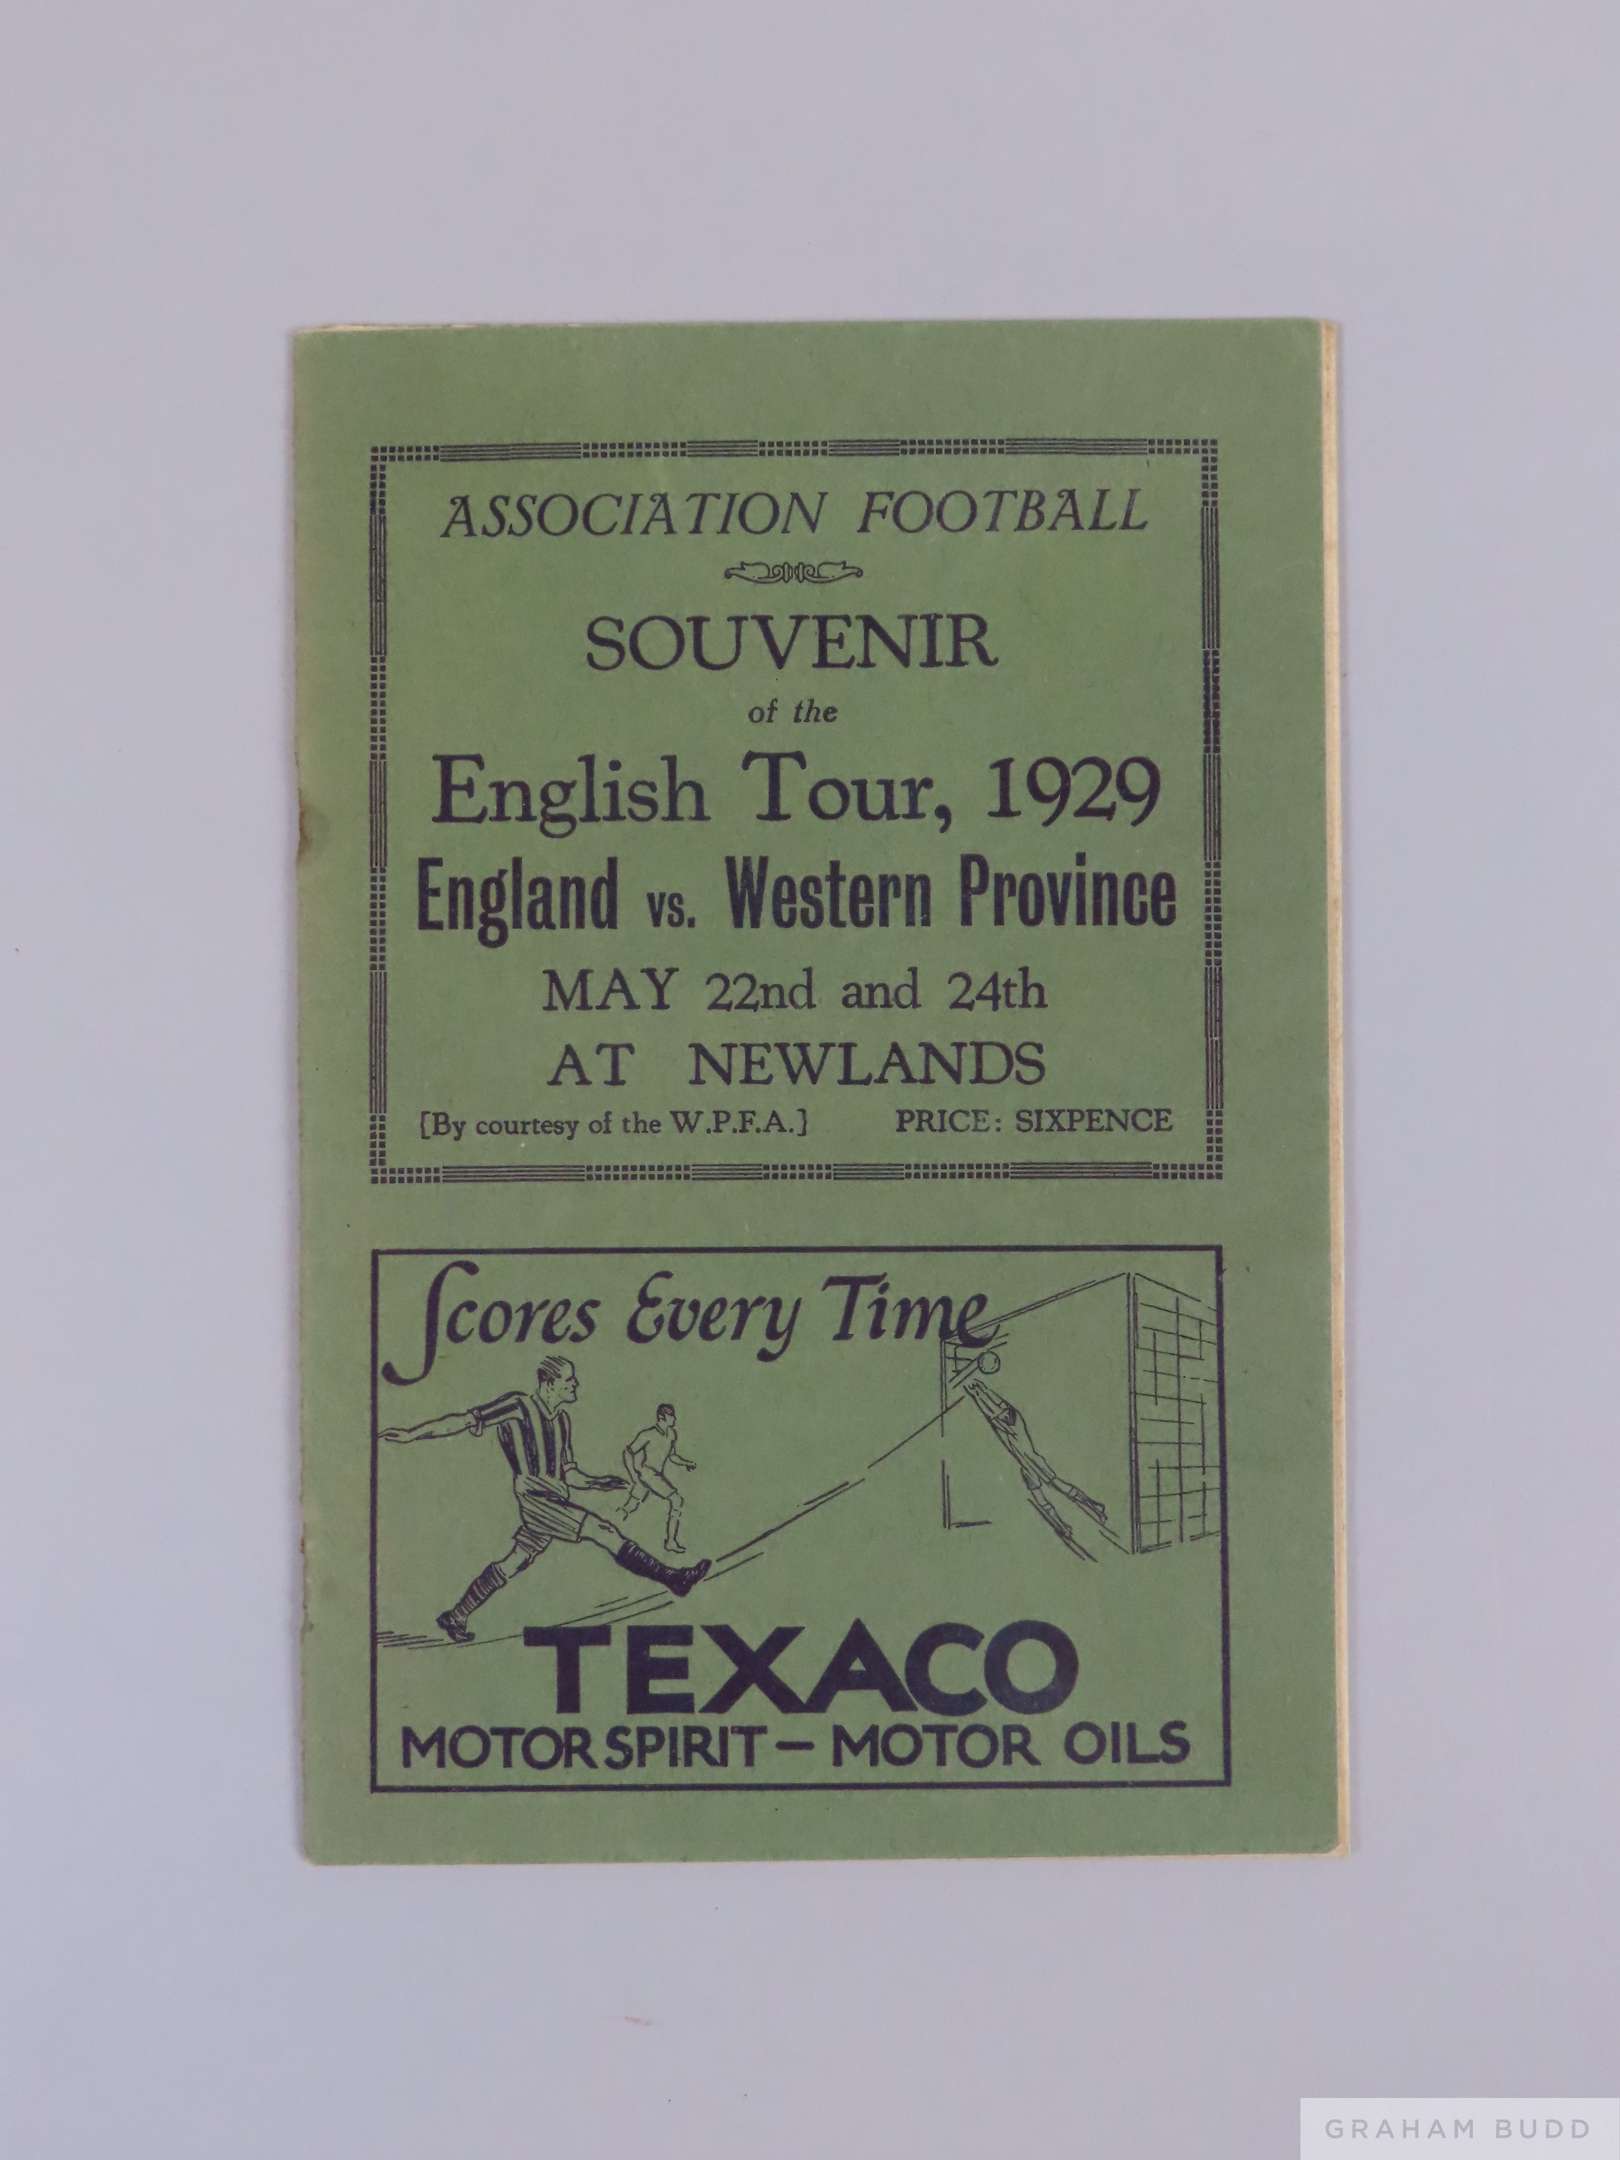 ASSOCIATION FOOTBALL
SOUVENIR
of the
English Tour, 1929
England vs. Western Province
MAY 22nd and 24th
AT NEWLANDS
[By courtesy of the W.P.F.A.] PRICE: SIXPENCE
Scores Every Time
TEXACO
MOTOR SPIRIT — MOTOR OILS
GRAHAM BUDD